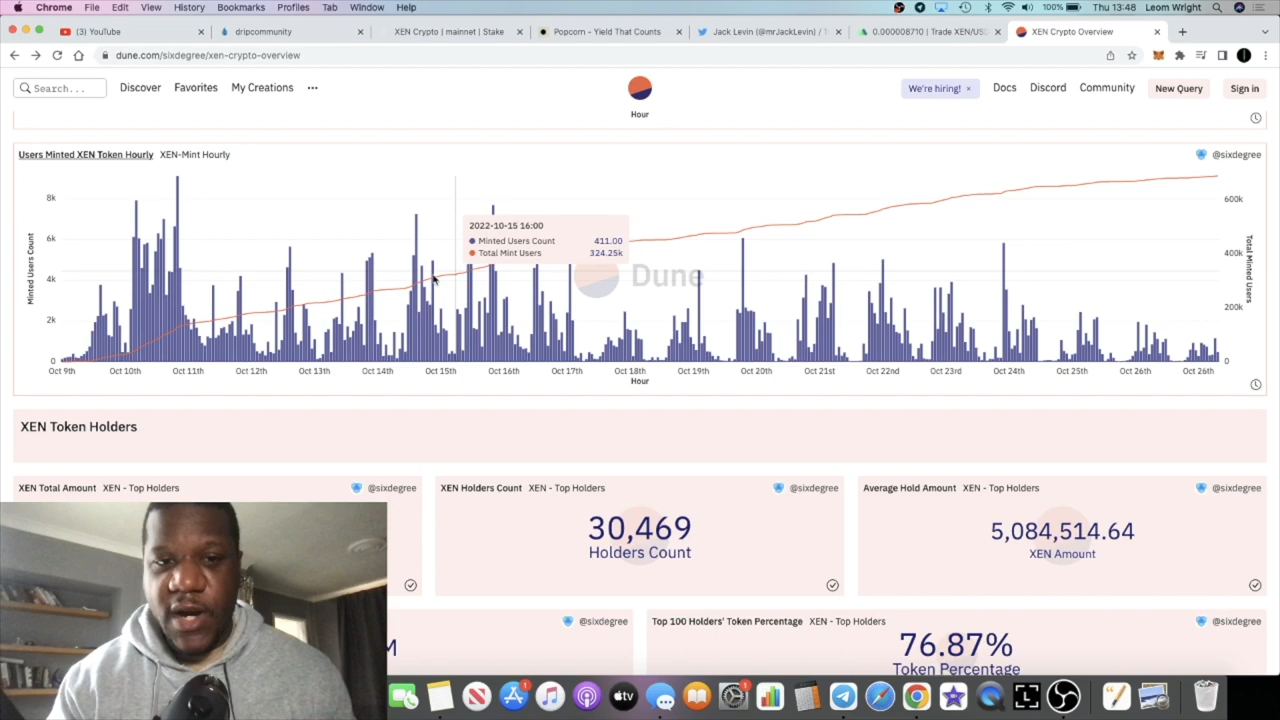 Chrome File Edit View History Bookmarks Profiles Tab Window Help 100% Thu 13:48 Leom Wright
(3) YouTube dripcommunity XEN Crypto | mainnet | Stake Popcorn - Yield That Counts Jack Levin (@mrJackLevin) / 0.000008710 | Trade XEN/USD XEN Crypto Overview
dune.com/sixdegree/xen-crypto-overview
Search... Discover Favorites My Creations ... We're hiring! × Docs Discord Community New Query Sign in
Hour
Users Minted XEN Token Hourly XEN-Mint Hourly @sixdegree
8k 600k
2022-10-15 16:00
6k Minted Users Count 411.00
Total Mint Users 324.25k 400k
Minted Users Count Total Minted Users
4k Dune
2k 200k
0 0
Oct 9th Oct 10th Oct 11th Oct 12th Oct 13th Oct 14th Oct 15th Oct 16th Oct 17th Oct 18th Oct 19th Oct 20th Oct 21st Oct 22nd Oct 23rd Oct 24th Oct 25th Oct 26th Oct 26th
Hour
XEN Token Holders
XEN Total Amount XEN - Top Holders @sixdegree XEN Holders Count XEN - Top Holders @sixdegree Average Hold Amount XEN - Top Holders @sixdegree
30,469 5,084,514.64
Holders Count XEN Amount
@sixdegree Top 100 Holders' Token Percentage XEN - Top Holders @sixdegree
M 76.87%
Token Percentage
tv